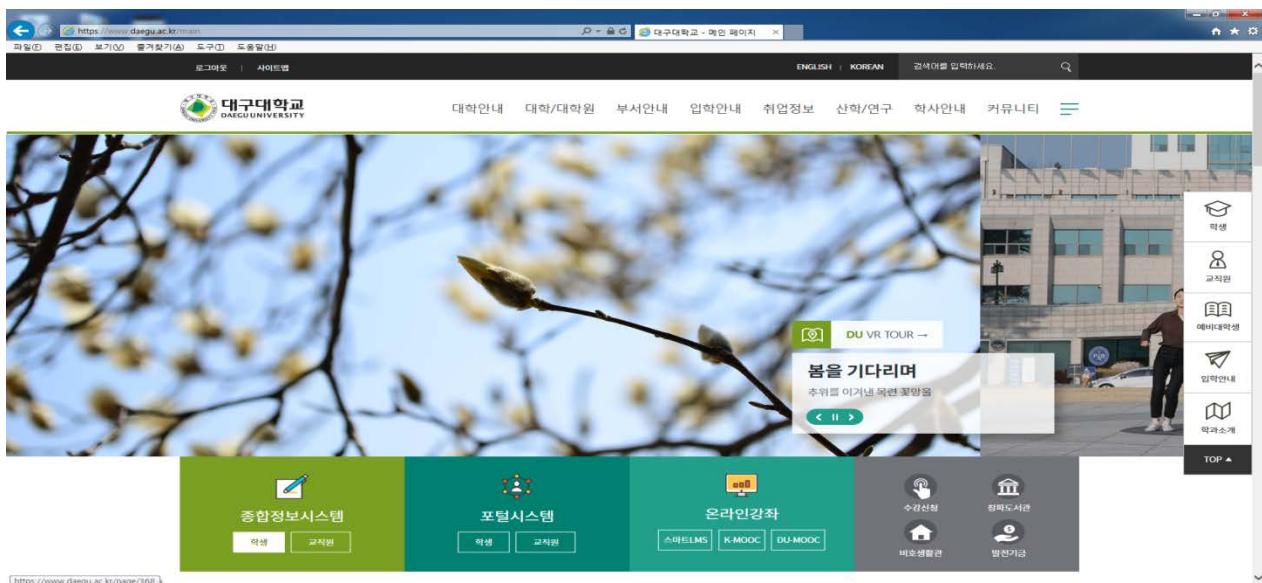 https://www.daegu.ac.kr/main
대구대학교 - 메인 페이지
파일(F) 편집(E) 보기(V) 즐겨찾기(A) 도구(T) 도움말(H)
로그아웃 | 사이트맵
ENGLISH | KOREAN 검색어를 입력하세요.
대구대학교
DAEGU UNIVERSITY
대학안내 대학/대학원 부서안내 입학안내 취업정보 산학/연구 학사안내 커뮤니티
학생
교직원
예비대학생
입학안내
학과소개
TOP ▲
DU VR TOUR →
봄을 기다리며
추위를 이겨낸 목련 꽃망울
종합정보시스템
학생 교직원
포털시스템
학생 교직원
온라인강좌
스마트LMS K-MOOC DU-MOOC
수강신청 창파도서관
비호생활관 발전기금
https://www.daegu.ac.kr/page/368